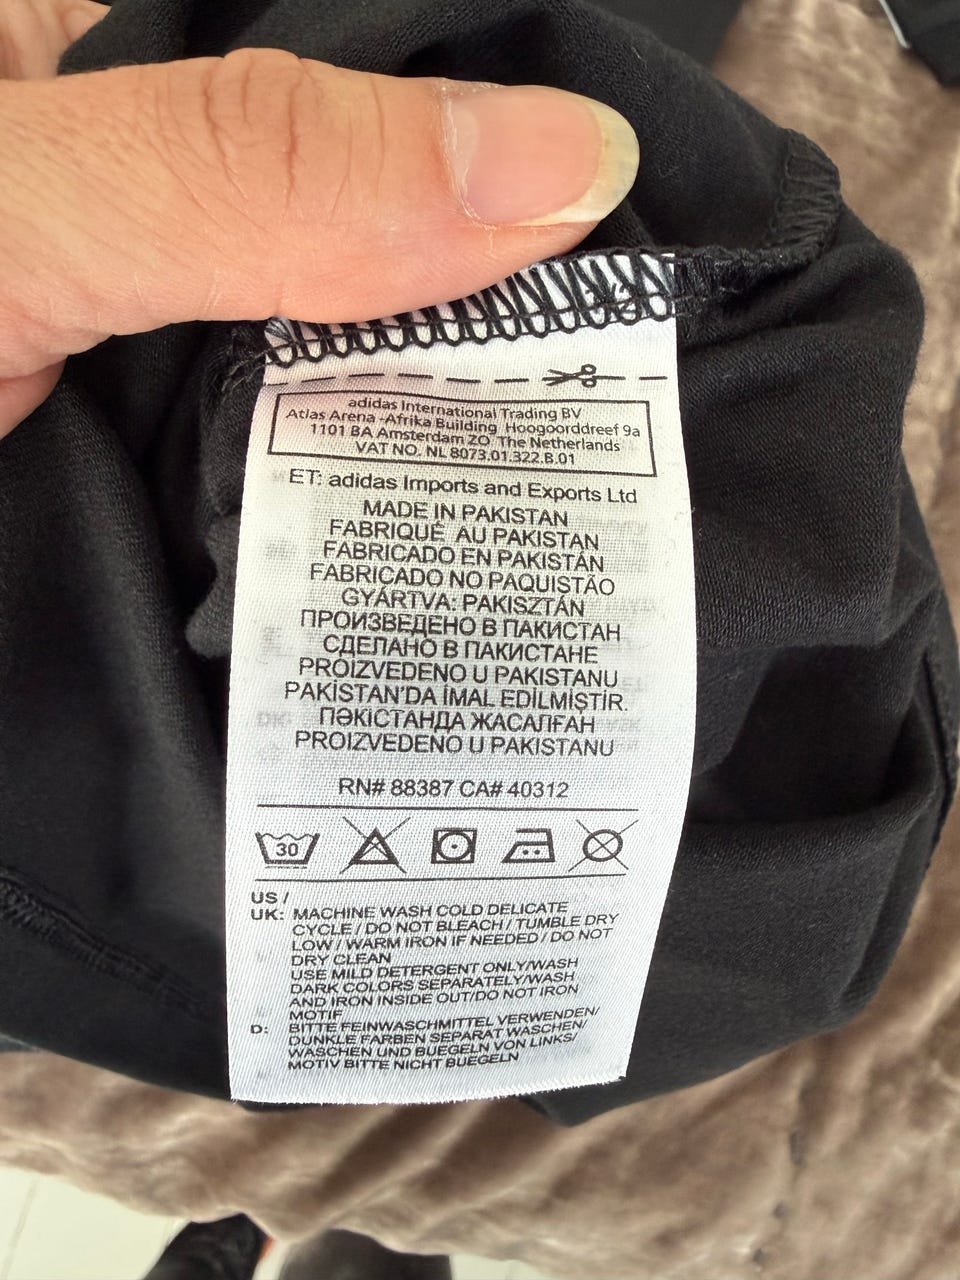 adidas International Trading BV
Atlas Arena -Afrika Building Hoogoorddreef 9a
1101 BA Amsterdam ZO The Netherlands
VAT NO. NL 8073.01.322.B.01
ET: adidas Imports and Exports Ltd
MADE IN PAKISTAN
FABRIQUÉ AU PAKISTAN
FABRICADO EN PAKISTÁN
FABRICADO NO PAQUISTÃO
GYÁRTVA: PAKISZTÁN
ПРОИЗВЕДЕНО В ПАКИСТАН
СДЕЛАНО В ПАКИСТАНЕ
PROIZVEDENO U PAKISTANU
PAKİSTAN'DA İMAL EDİLMİŞTİR.
ПӘКІСТАНДА ЖАСАЛҒАН
PROIZVEDENO U PAKISTANU
RN# 88387 CA# 40312
30
US /
UK: MACHINE WASH COLD DELICATE
CYCLE / DO NOT BLEACH / TUMBLE DRY
LOW / WARM IRON IF NEEDED / DO NOT
DRY CLEAN
USE MILD DETERGENT ONLY/WASH
DARK COLORS SEPARATELY/WASH
AND IRON INSIDE OUT/DO NOT IRON
MOTIF
D: BITTE FEINWASCHMITTEL VERWENDEN/
DUNKLE FARBEN SEPARAT WASCHEN/
WASCHEN UND BUEGELN VON LINKS/
MOTIV BITTE NICHT BUEGELN